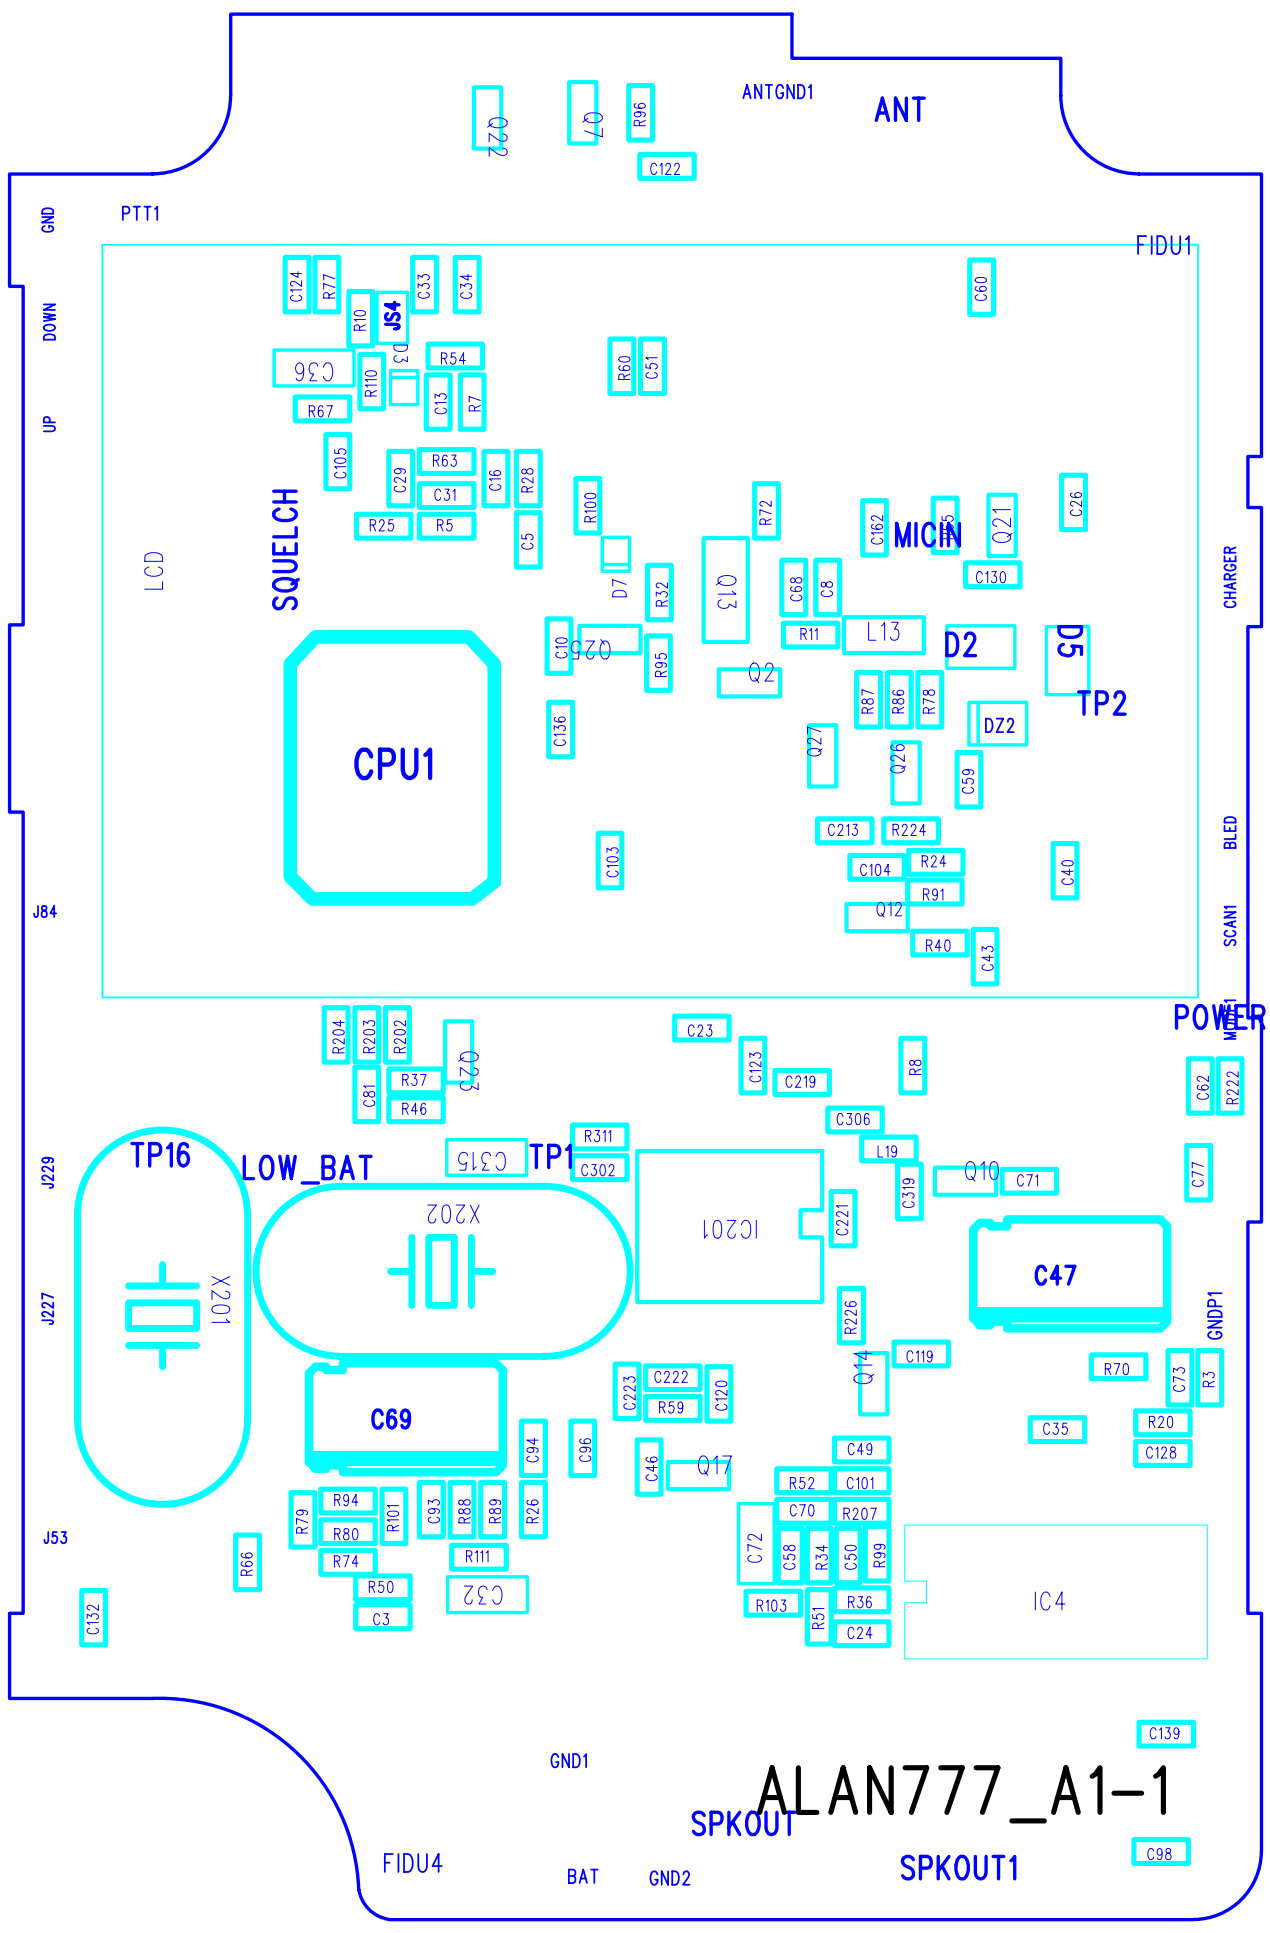 ANTGND1
ANT
Q22
Q7
R96
C122
PTT1
GND
FIDU1
C124
R77
C33
C34
C60
DOWN
R10
JS4
D3
R54
R60
C51
C36
R110
R67
C13
R7
UP
C105
C29
R63
C16
R28
C31
R25
R5
C5
R100
R72
C162
MICIN
Q21
C26
SQUELCH
LCD
D7
R32
Q13
C68
C8
C130
CHARGER
C10
Q25
R95
R11
L13
D2
D5
Q2
R87
R86
R78
TP2
C136
Q27
Q26
DZ2
CPU1
C59
C213
R224
BLED
C103
C104
R24
C40
R91
J84
Q12
SCAN1
R40
C43
POWER
R204
R203
R202
Q23
C23
C123
R8
C219
C81
R37
R46
C62
R222
C306
R311
L19
TP16
LOW_BAT
C315
TP1
C302
C319
Q10
C71
C77
J229
X202
IC201
C221
C47
X201
J227
R226
GNDP1
C119
Q14
R70
C73
R3
C69
C223
C222
C120
R59
C35
R20
C128
C94
C96
C46
Q17
C49
R52
C101
R79
R94
R101
C93
R88
R89
R26
C70
R207
J53
R80
C72
C58
R34
C50
R99
R66
R74
R111
R50
C32
C3
R103
R51
R36
C24
IC4
C132
C139
GND1
ALAN777_A1-1
SPKOUT
C98
FIDU4
BAT
GND2
SPKOUT1